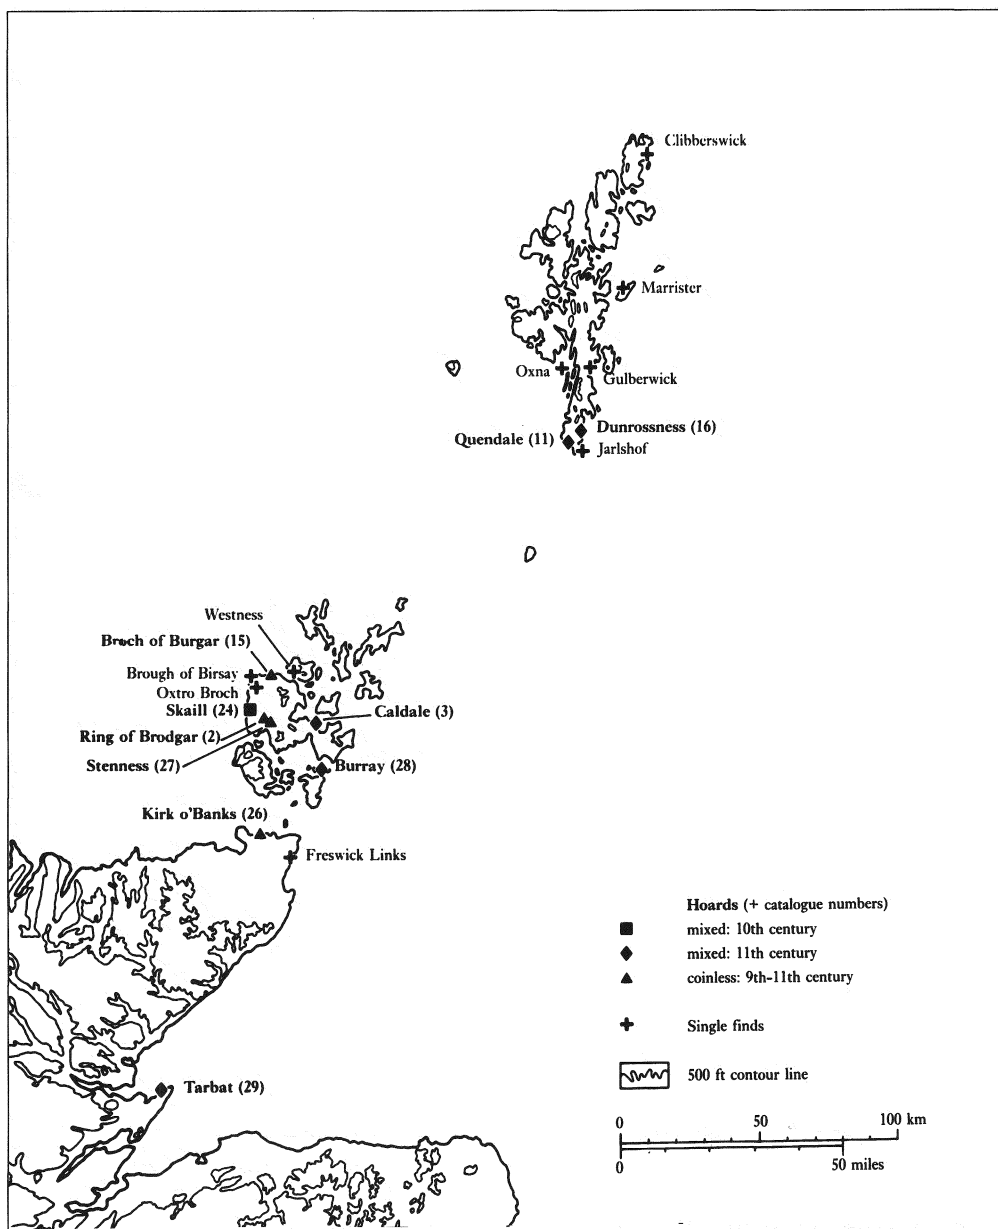 Clibberswick
Marrister
Oxna
Gulberwick
Dunrossness (16)
Quendale (11)
Jarlshof
Westness
Broch of Burgar (15)
Brough of Birsay
Oxtro Broch
Skaill (24)
Caldale (3)
Ring of Brodgar (2)
Stenness (27)
Burray (28)
Kirk o'Banks (26)
Freswick Links
Hoards (+ catalogue numbers)
mixed: 10th century
mixed: 11th century
coinless: 9th-11th century
Single finds
500 ft contour line
Tarbat (29)
0 50 100 km
0 50 miles